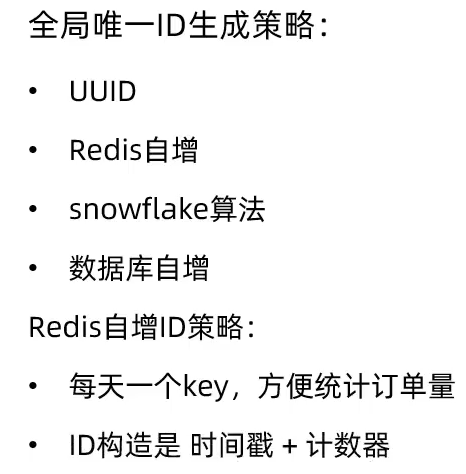 全局唯一ID生成策略：
• UUID
• Redis自增
• snowflake算法
• 数据库自增
Redis自增ID策略：
• 每天一个key，方便统计订单量
• ID构造是 时间戳 + 计数器